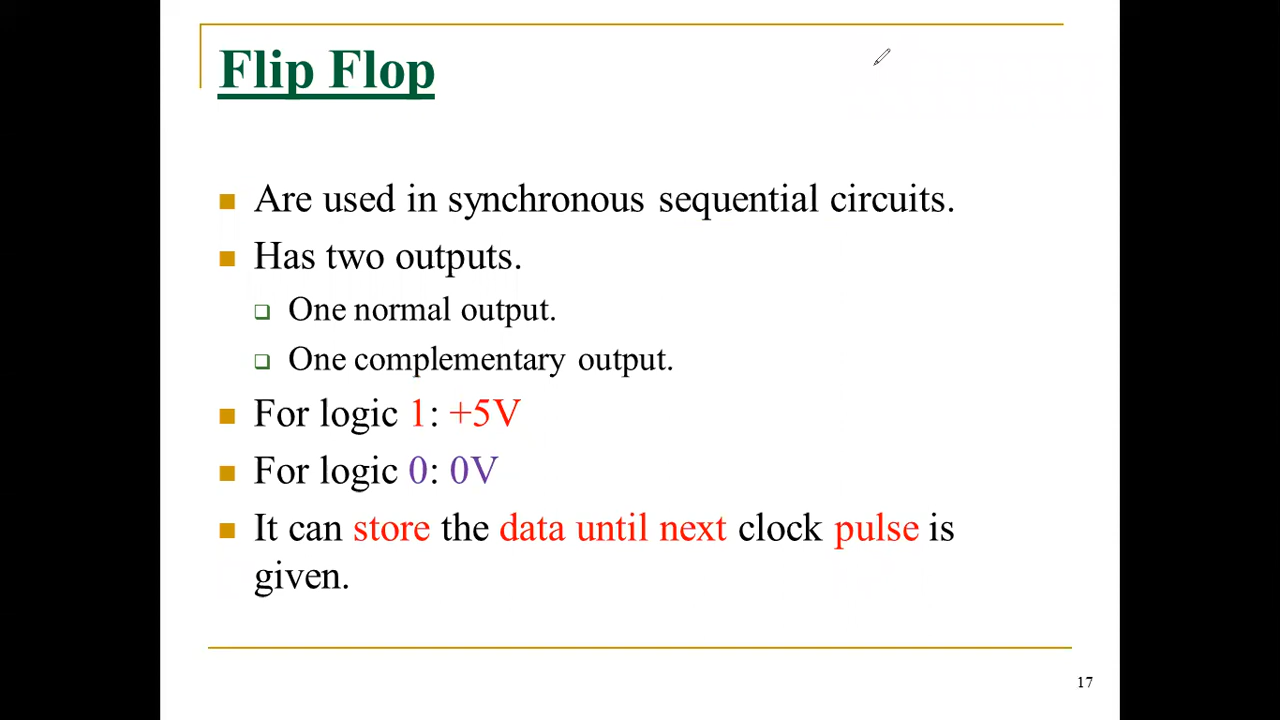 Flip Flop
Are used in synchronous sequential circuits.
Has two outputs.
One normal output.
One complementary output.
For logic 1: +5V
For logic 0: 0V
It can store the data until next clock pulse is
given.
17